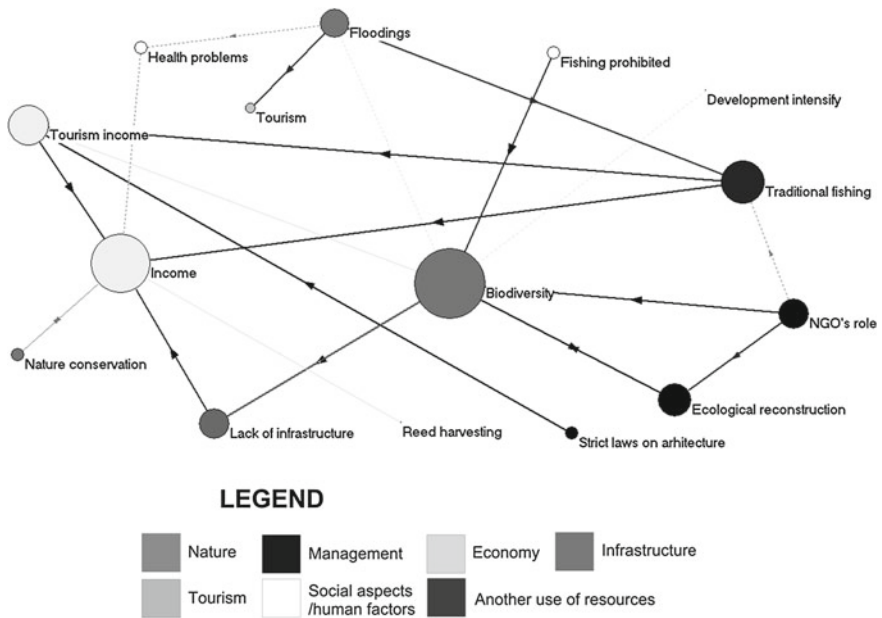 Floodings
Health problems
Fishing prohibited
Development intensify
Tourism
Tourism income
Traditional fishing
Income
Biodiversity
NGO's role
Nature conservation
Ecological reconstruction
Lack of infrastructure
Reed harvesting
Strict laws on arhitecture
LEGEND
Nature
Management
Economy
Infrastructure
Tourism
Social aspects
/human factors
Another use of resources